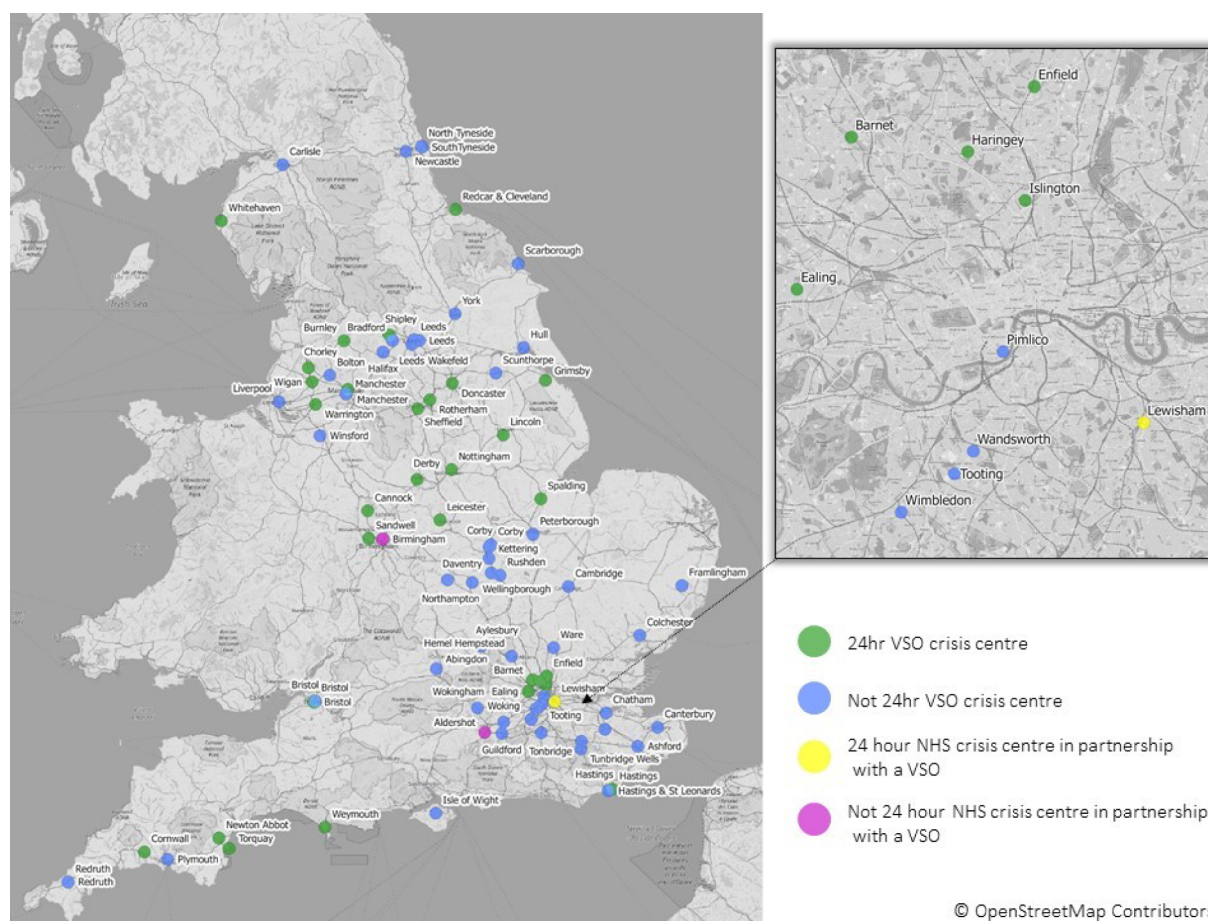 North Tyneside
SouthTyneside
Newcastle
Carlisle
Redcar & Cleveland
Whitehaven
Scarborough
York
Shipley
Burnley
Bradford
Leeds
Leeds
Hull
Chorley
Bolton
Halifax
Leeds
Wakefeld
Scunthorpe
Grimsby
Liverpool
Wigan
Manchester
Manchester
Doncaster
Rotherham
Warrington
Sheffield
Lincoln
Winsford
Derby
Nottingham
Spalding
Cannock
Leicester
Sandwell
Birmingham
Peterborough
Corby
Corby
Kettering
Daventry
Rushden
Wellingborough
Northampton
Cambridge
Framlingham
Colchester
Aylesbury
Ware
Hemel Hempstead
Enfield
Abingdon
Barnet
Bristol
Bristol
Bristol
Wokingham
Ealing
Lewisham
Chatham
Woking
Tooting
Canterbury
Aldershot
Guildford
Tonbridge
Ashford
Tunbridge Wells
Hastings
Hastings
Hastings & St Leonards
Isle of Wight
Newton Abbot
Weymouth
Cornwall
Torquay
Plymouth
Redruth
Redruth
Irish Sea
Enfield
Barnet
Haringey
Islington
Ealing
Pimlico
Lewisham
Wandsworth
Tooting
Wimbledon
24hr VSO crisis centre
Not 24hr VSO crisis centre
24 hour NHS crisis centre in partnership
with a VSO
Not 24 hour NHS crisis centre in partnership
with a VSO
© OpenStreetMap Contributors